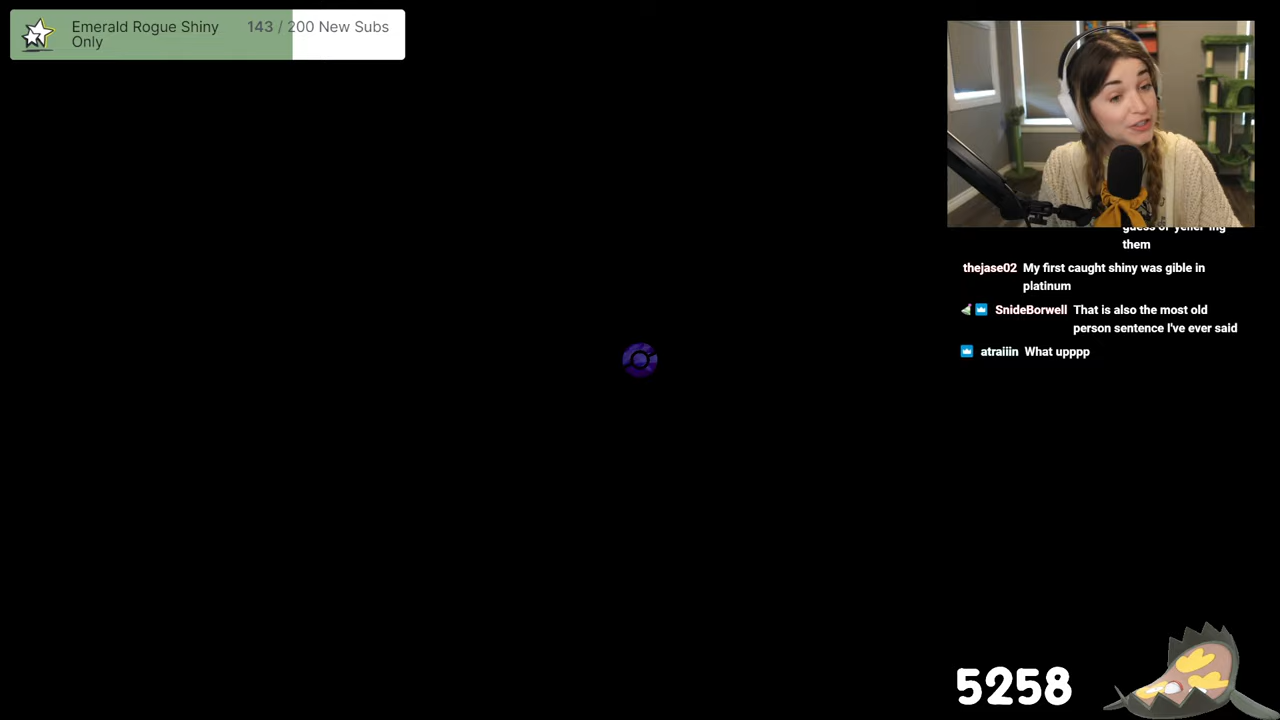 Emerald Rogue Shiny Only
143 / 200 New Subs
them
thejase02 My first caught shiny was gible in
platinum
SnideBorwell That is also the most old
person sentence I've ever said
atraiiin What upppp
5258